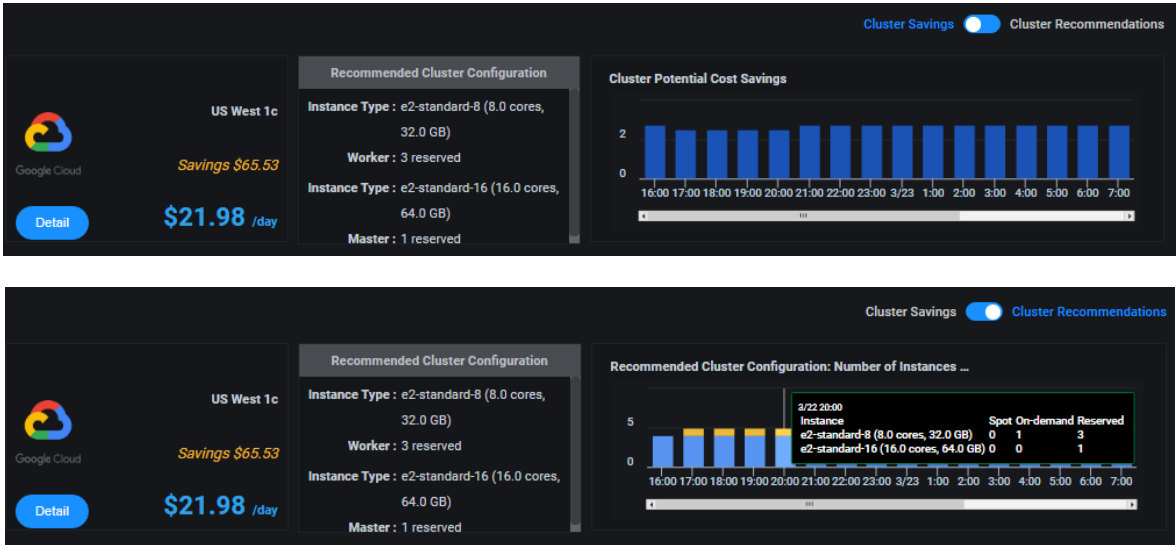 Cluster Savings Cluster Recommendations
Recommended Cluster Configuration
Cluster Potential Cost Savings
Google Cloud
US West 1c
Savings $65.53
Detail
$21.98 /day
Instance Type : e2-standard-8 (8.0 cores,
32.0 GB)
Worker : 3 reserved
Instance Type : e2-standard-16 (16.0 cores,
64.0 GB)
Master : 1 reserved
2
0
16:00 17:00 18:00 19:00 20:00 21:00 22:00 23:00 3/23 1:00 2:00 3:00 4:00 5:00 6:00 7:00
Cluster Savings Cluster Recommendations
Recommended Cluster Configuration
Recommended Cluster Configuration: Number of Instances ...
Google Cloud
US West 1c
Savings $65.53
Detail
$21.98 /day
Instance Type : e2-standard-8 (8.0 cores,
32.0 GB)
Worker : 3 reserved
Instance Type : e2-standard-16 (16.0 cores,
64.0 GB)
Master : 1 reserved
5
0
3/22 20:00
Instance Spot On-demand Reserved
e2-standard-8 (8.0 cores, 32.0 GB) 0 1 3
e2-standard-16 (16.0 cores, 64.0 GB) 0 0 1
16:00 17:00 18:00 19:00 20:00 21:00 22:00 23:00 3/23 1:00 2:00 3:00 4:00 5:00 6:00 7:00